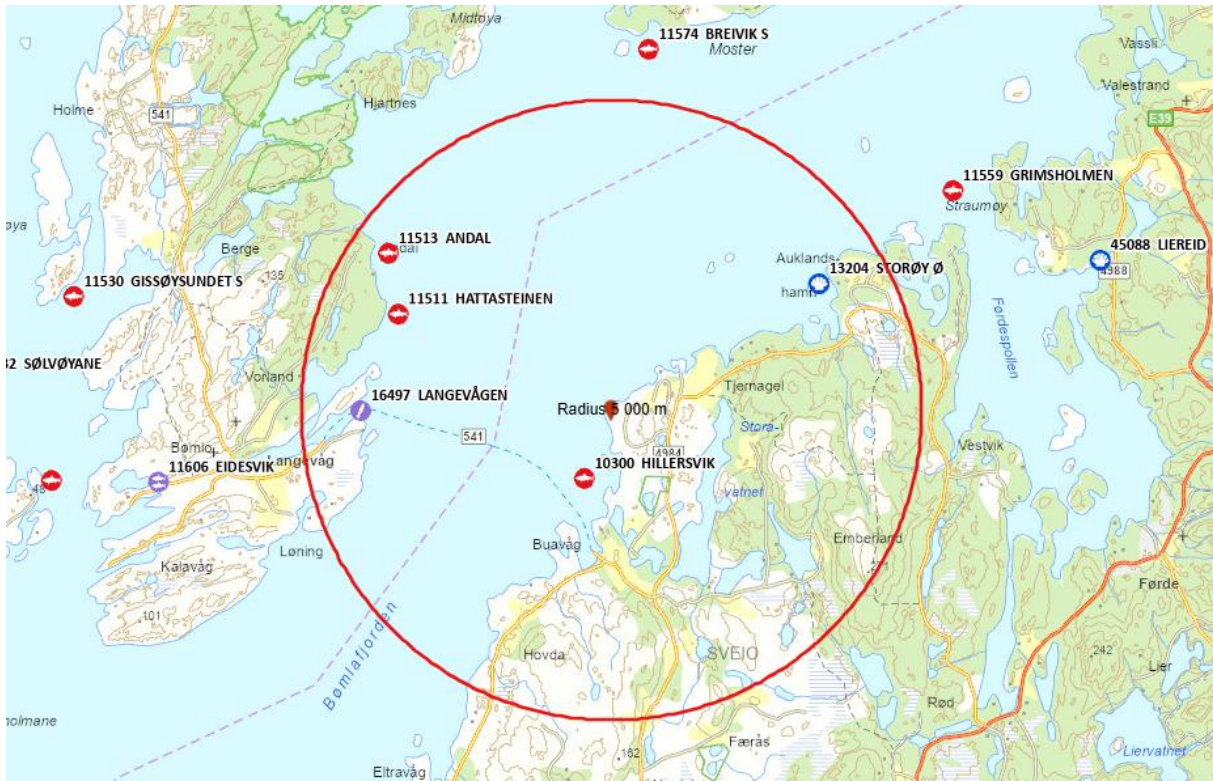 Midtøya
11574 BREIVIK S
Moster
Vassli
Valestrand
Holme
541
Hjartnes
E39
11559 GRIMSHOLMEN
Straumøy
11513 ANDAL
45088 LIEREID
4988
Berge
135
Auklands-
hamn
13204 STORØY Ø
11530 GISSØYSUNDET S
11511 HATTASTEINEN
Førdespollen
32 SØLVØYANE
Vorland
Tjernagel
16497 LANGEVÅGEN
Radius 5 000 m
Stora-
vatnet
541
4984
Vestvik
Bømlo
Langevåg
11606 EIDESVIK
10300 HILLERSVIK
Løning
Buavåg
Emberland
Kalavåg
Førde
101
Bømlafjorden
Hovda
SVEIO
242
Lier
Rød
holmane
162
Færås
Liervatnet
Eltravåg